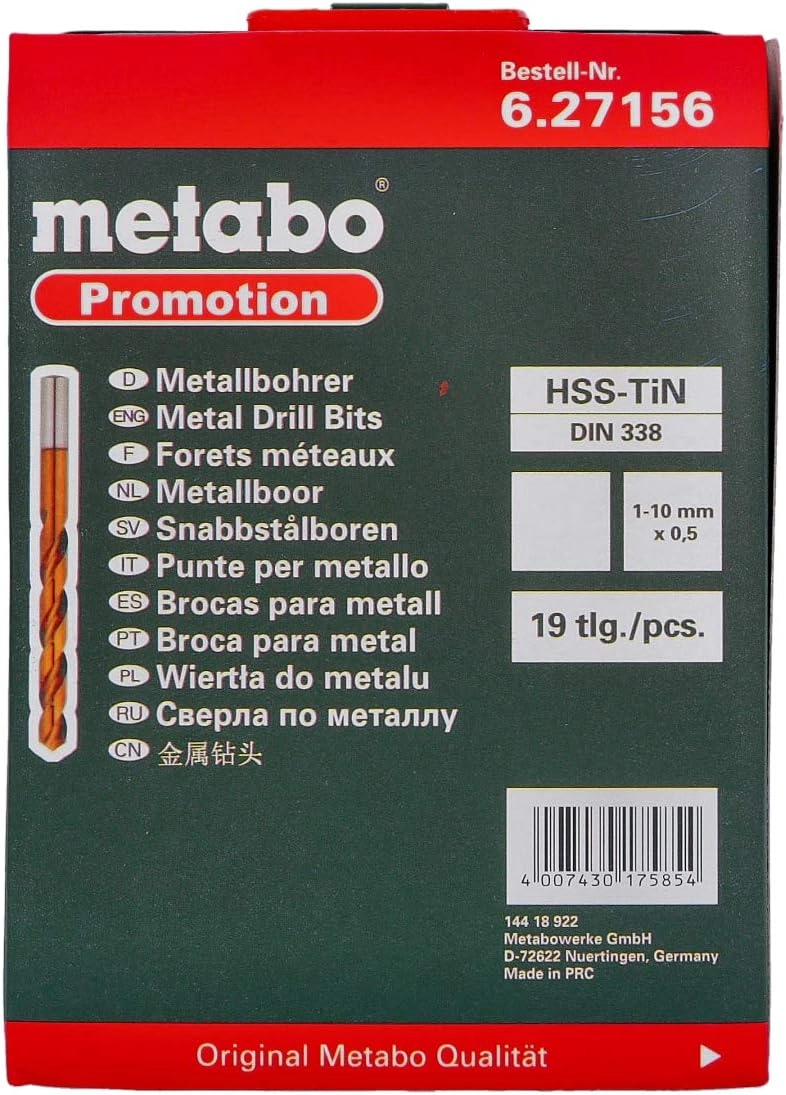 Bestell-Nr.
6.27156
metabo®
Promotion
D Metallbohrer
ENG Metal Drill Bits
F Forets méteaux
NL Metallboor
SV Snabbstålboren
IT Punte per metallo
ES Brocas para metall
PT Broca para metal
PL Wiertła do metalu
RU Сверла по металлу
CN 金属钻头
HSS-TiN
DIN 338
1-10 mm
x 0,5
19 tlg./pcs.
4 007430 175854
144 18 922
Metabowerke GmbH
D-72622 Nuertingen, Germany
Made in PRC
Original Metabo Qualität